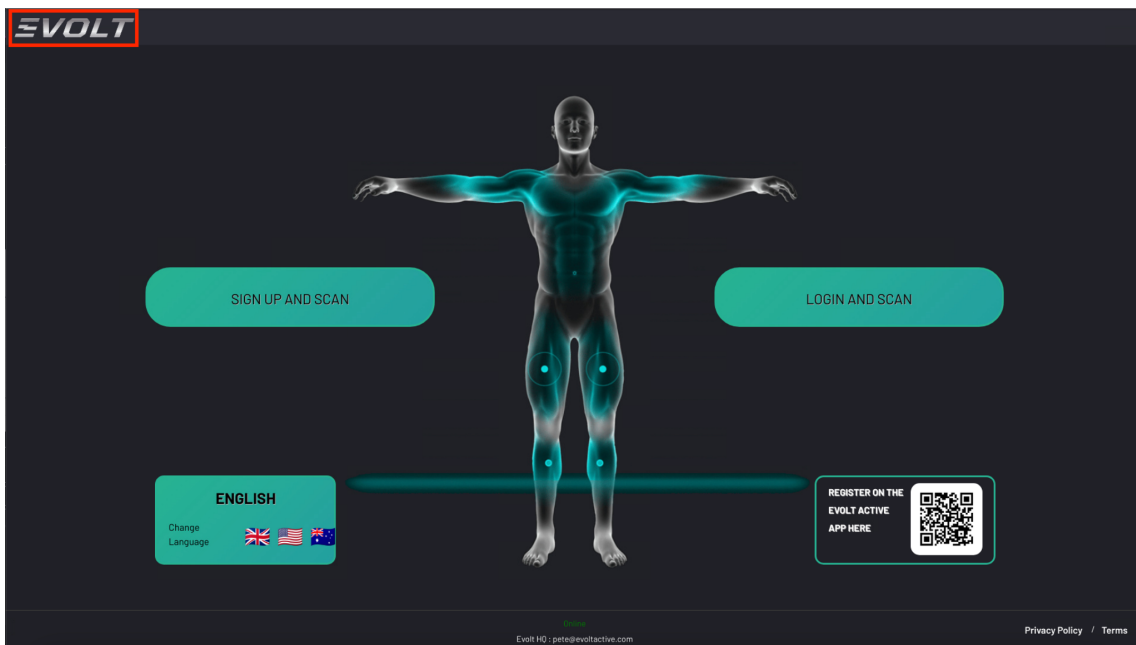 EVOLT
SIGN UP AND SCAN
LOGIN AND SCAN
ENGLISH
Change
Language
REGISTER ON THE
EVOLT ACTIVE
APP HERE
Online
Evolt HQ : pete@evoltactive.com
Privacy Policy / Terms